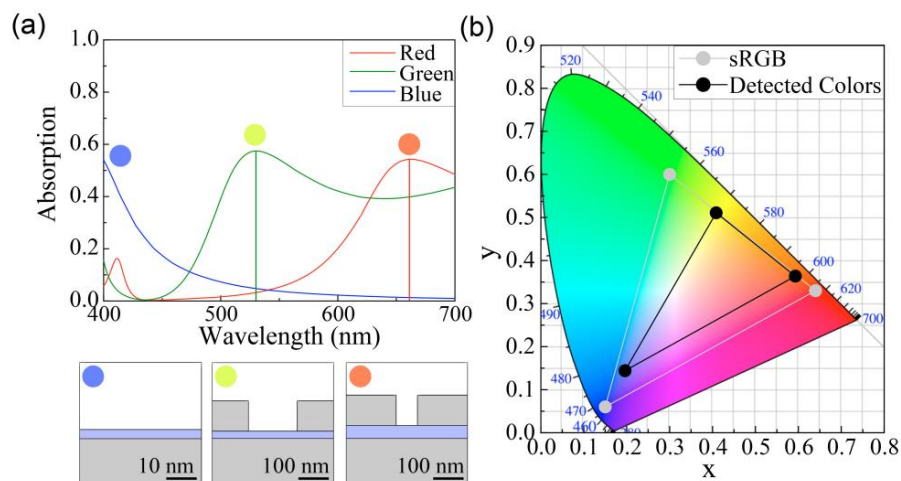 (a)
1.0
0.8
0.6
0.4
0.2
0.0
Absorption
Red
Green
Blue
400
500
600
700
Wavelength (nm)
10 nm
100 nm
100 nm
(b)
0.9
0.8
0.7
0.6
0.5
0.4
0.3
0.2
0.1
0.0
y
sRGB
Detected Colors
520
540
560
580
600
620
700
490
480
470
460
0.0
0.1
0.2
0.3
0.4
0.5
0.6
0.7
0.8
x